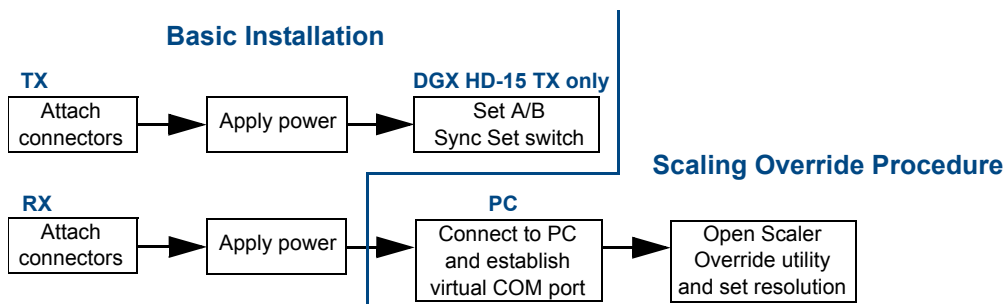 Basic Installation
TX
DGX HD-15 TX only
Attach
connectors
Apply power
Set A/B
Sync Set switch
Scaling Override Procedure
RX
PC
Attach
connectors
Apply power
Connect to PC
and establish
virtual COM port
Open Scaler
Override utility
and set resolution